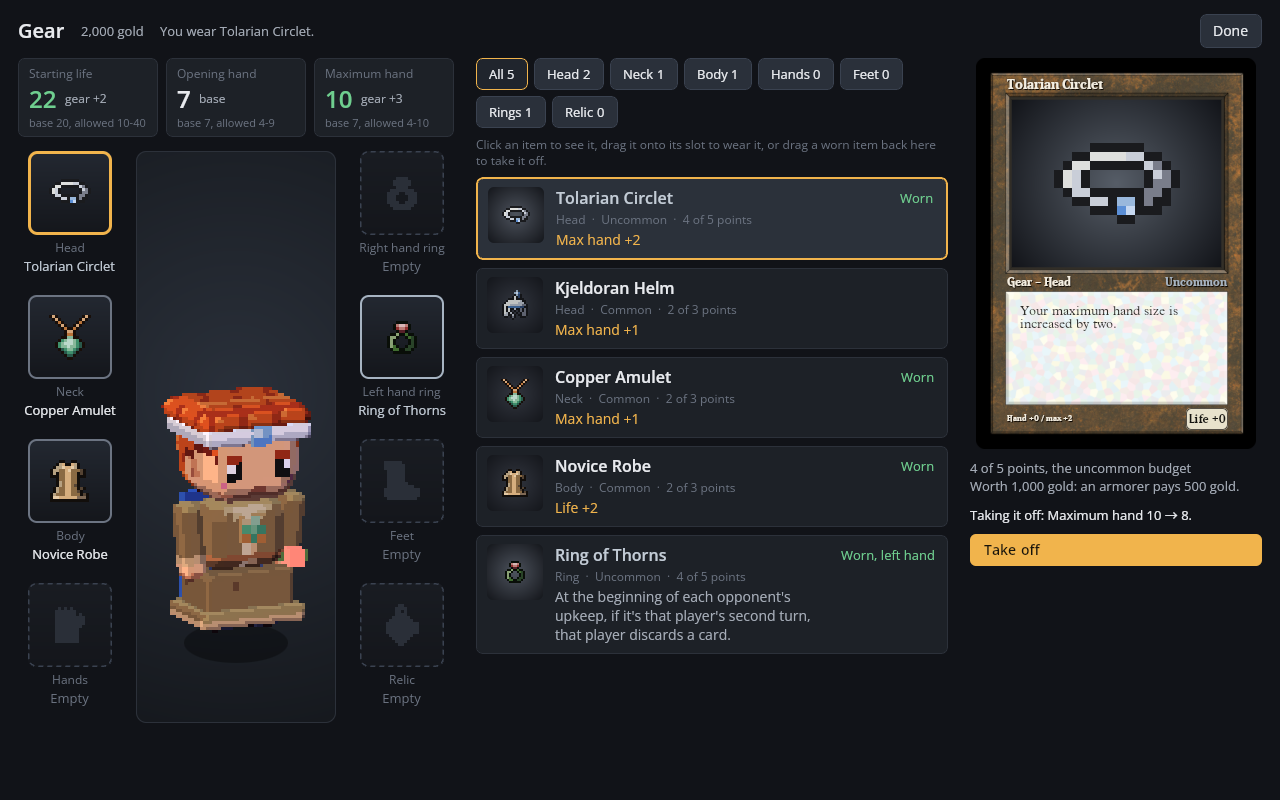 Gear 2,000 gold You wear Tolarian Circlet. Done
Starting life
22 gear +2
base 20, allowed 10-40
Opening hand
7 base
base 7, allowed 4-9
Maximum hand
10 gear +3
base 7, allowed 4-10
Head
Tolarian Circlet
Neck
Copper Amulet
Body
Novice Robe
Hands
Empty
Right hand ring
Empty
Left hand ring
Ring of Thorns
Feet
Empty
Relic
Empty
All 5 Head 2 Neck 1 Body 1 Hands 0 Feet 0
Rings 1 Relic 0
Click an item to see it, drag it onto its slot to wear it, or drag a worn item back here
to take it off.
Tolarian Circlet Worn
Head · Uncommon · 4 of 5 points
Max hand +2
Kjeldoran Helm
Head · Common · 2 of 3 points
Max hand +1
Copper Amulet Worn
Neck · Common · 2 of 3 points
Max hand +1
Novice Robe Worn
Body · Common · 2 of 3 points
Life +2
Ring of Thorns Worn, left hand
Ring · Uncommon · 4 of 5 points
At the beginning of each opponent's
upkeep, if it's that player's second turn,
that player discards a card.
Tolarian Circlet
Gear – Head Uncommon
Your maximum hand size is
increased by two.
Hand +0 / max +2 Life +0
4 of 5 points, the uncommon budget
Worth 1,000 gold: an armorer pays 500 gold.
Taking it off: Maximum hand 10 → 8.
Take off